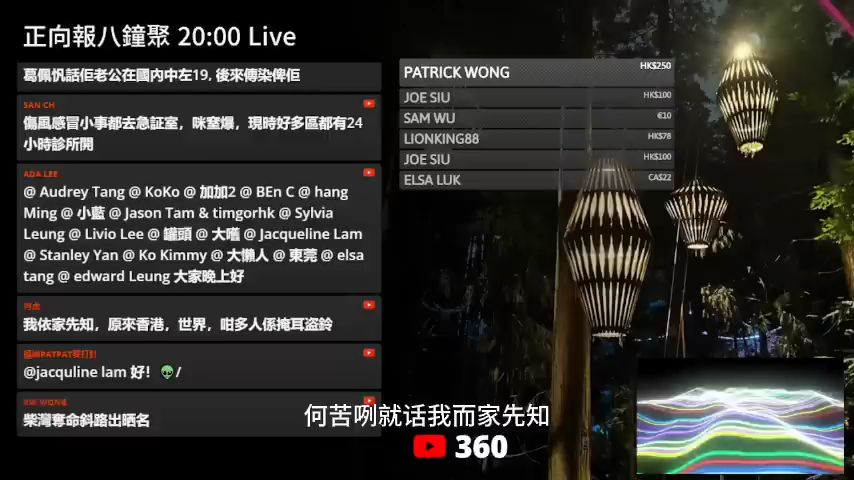 正向報八鐘聚 20:00 Live
葛佩帆話佢老公在國內中左19, 後來傳染俾佢
SAN CH
傷風感冒小事都去急証室，咪窒爆，現時好多區都有24
小時診所開
ADA LEE
@ Audrey Tang @ KoKo @ 加加2 @ BEn C @ hang
Ming @ 小藍 @ Jason Tam & timgorhk @ Sylvia
Leung @ Livio Lee @ 罐頭 @ 大嚿 @ Jacqueline Lam
@ Stanley Yan @ Ko Kimmy @ 大懶人 @ 東莞 @ elsa
tang @ edward Leung 大家晚上好
我依家先知，原來香港，世界，咁多人係掩耳盗鈴
@jacquline lam 好！👽/
柴灣奪命斜路出晒名
PATRICK WONG HK$250
JOE SIU HK$100
SAM WU €10
LIONKING88 HK$78
JOE SIU HK$100
ELSA LUK CA$22
何苦咧就话我而家先知
360